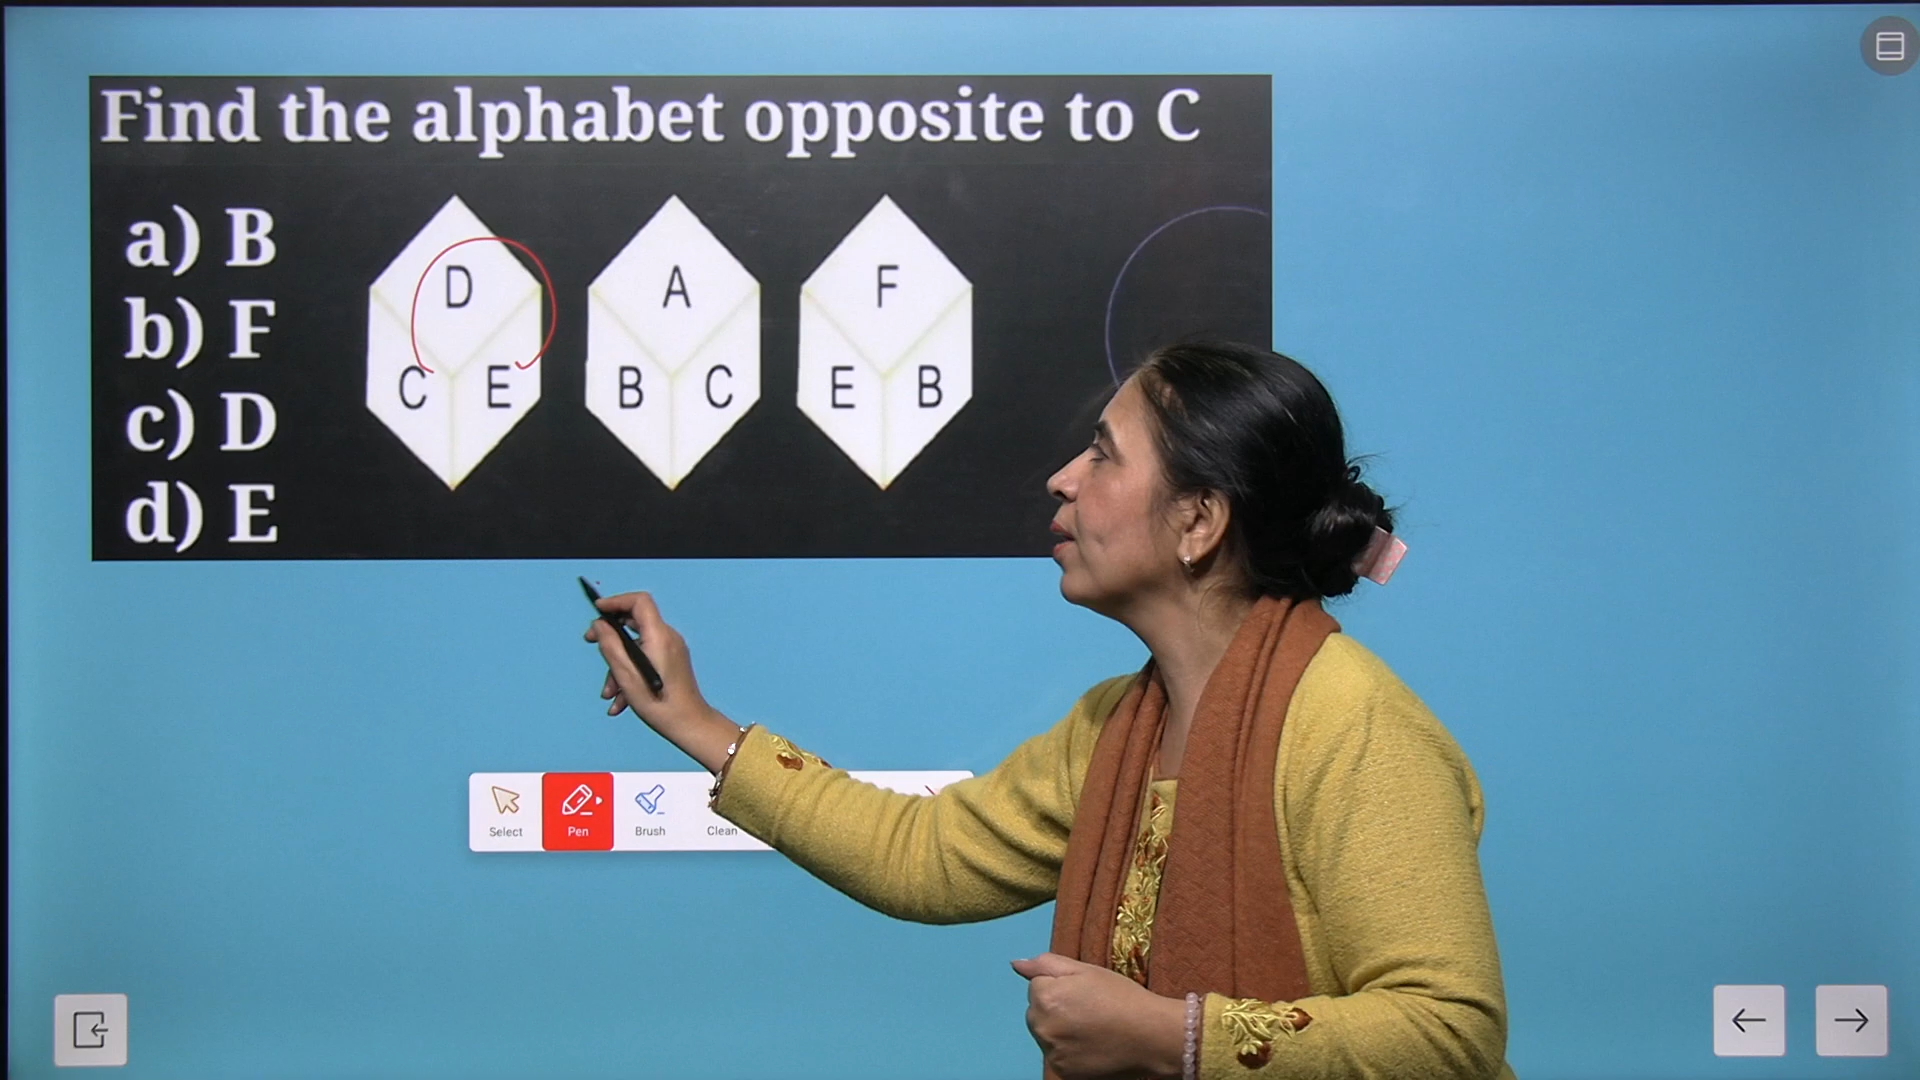 Find the alphabet opposite to C
a) B
b) F
c) D
d) E
D
C E
A
B C
F
E B
Select
Pen
Brush
Clean